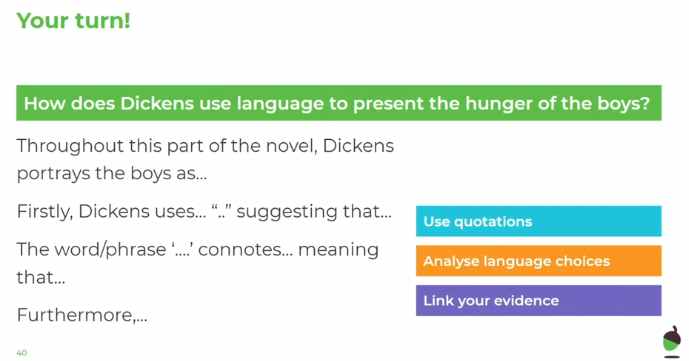 Your turn!
How does Dickens use language to present the hunger of the boys?
Throughout this part of the novel, Dickens
portrays the boys as...
Firstly, Dickens uses... “..” suggesting that...
The word/phrase ‘....’ connotes... meaning
that...
Furthermore,...
Use quotations
Analyse language choices
Link your evidence
40